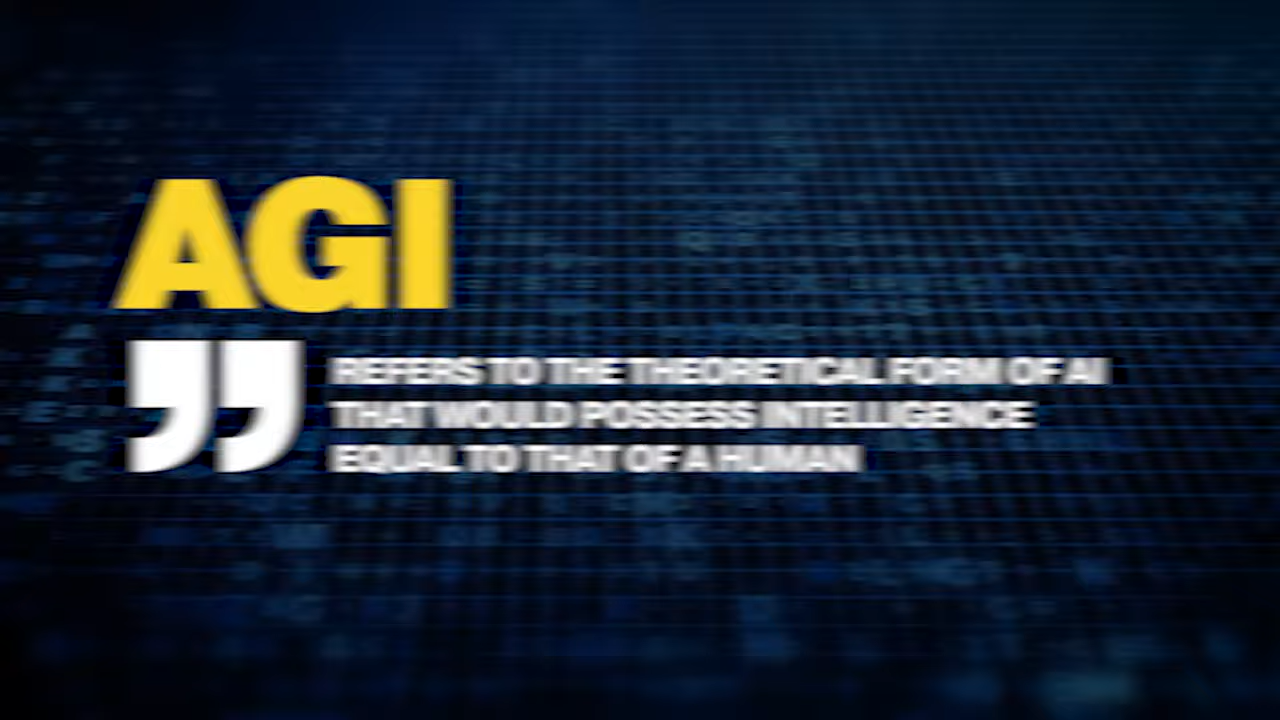 AGI
” REFERS TO THE THEORETICAL FORM OF AI
THAT WOULD POSSESS INTELLIGENCE
EQUAL TO THAT OF A HUMAN